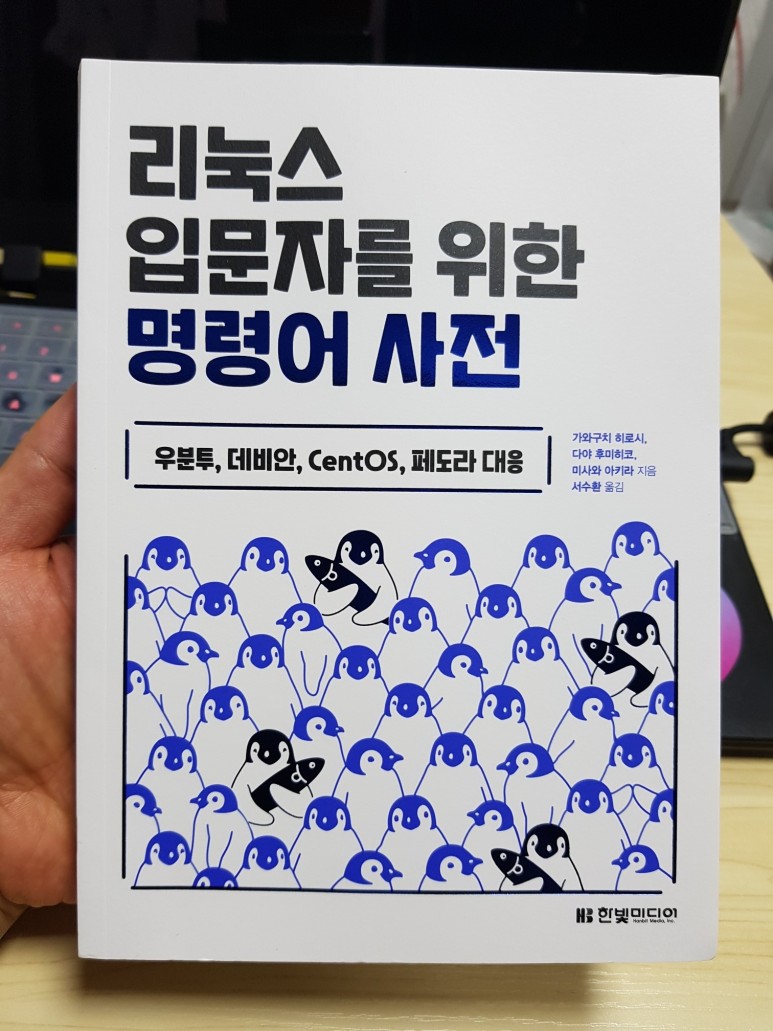 리눅스
입문자를 위한
명령어 사전
우분투, 데비안, CentOS, 페도라 대응
가와구치 히로시,
다야 후미히코,
미사와 아키라 지음
서수환 옮김
HB 한빛미디어
Hanbit Media, Inc.